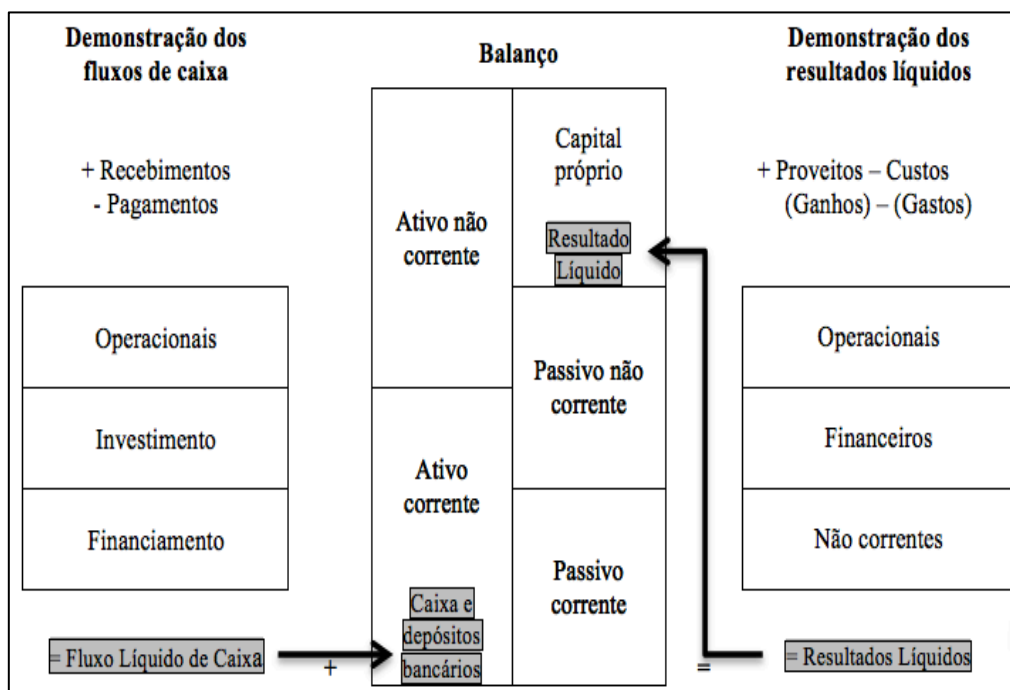 Demonstração dos
fluxos de caixa
+ Recebimentos
- Pagamentos
Operacionais
Investimento
Financiamento
= Fluxo Líquido de Caixa
+
Balanço
Ativo não
corrente
Ativo
corrente
Caixa e
depósitos
bancários
Capital
próprio
Resultado
Líquido
Passivo não
corrente
Passivo
corrente
=
Demonstração dos
resultados líquidos
+ Proveitos – Custos
(Ganhos) – (Gastos)
Operacionais
Financeiros
Não correntes
= Resultados Líquidos